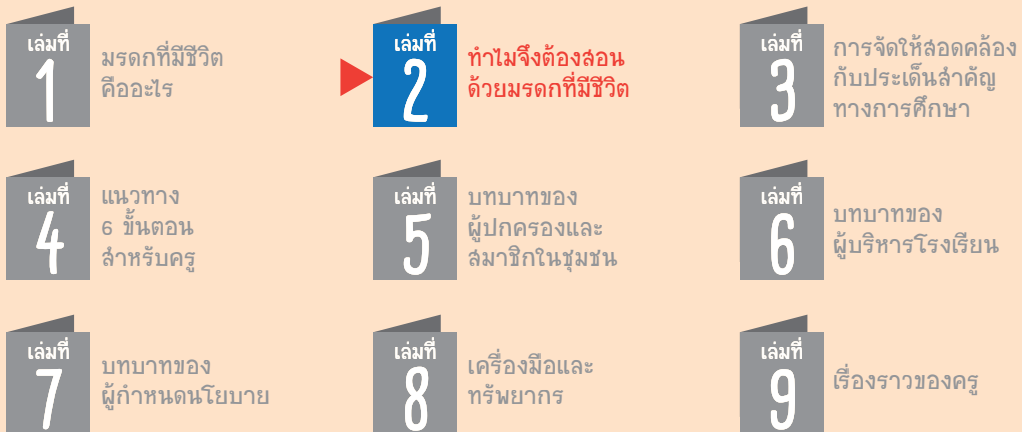 เล่มที่
1
มรดกที่มีชีวิต
คืออะไร
เล่มที่
2
ทำไมจึงต้องสอน
ด้วยมรดกที่มีชีวิต
เล่มที่
3
การจัดให้สอดคล้อง
กับประเด็นสำคัญ
ทางการศึกษา
เล่มที่
4
แนวทาง
6 ขั้นตอน
สำหรับครู
เล่มที่
5
บทบาทของ
ผู้ปกครองและ
สมาชิกในชุมชน
เล่มที่
6
บทบาทของ
ผู้บริหารโรงเรียน
เล่มที่
7
บทบาทของ
ผู้กำหนดนโยบาย
เล่มที่
8
เครื่องมือและ
ทรัพยากร
เล่มที่
9
เรื่องราวของครู